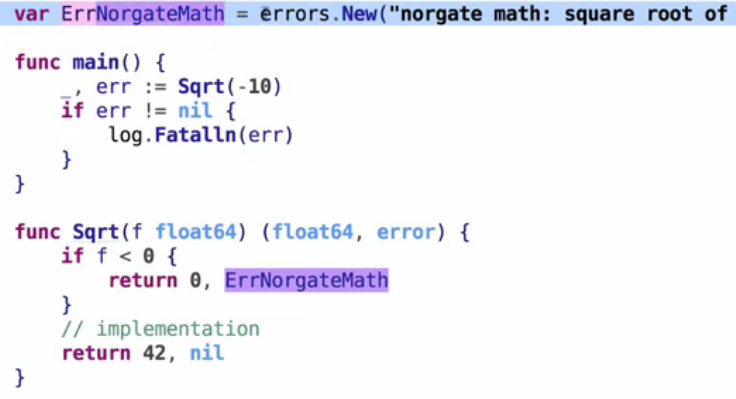 var ErrNorgateMath = errors.New("norgate math: square root of
func main() {
    _, err := Sqrt(-10)
    if err != nil {
        log.Fatalln(err)
    }
}
func Sqrt(f float64) (float64, error) {
    if f < 0 {
        return 0, ErrNorgateMath
    }
    // implementation
    return 42, nil
}